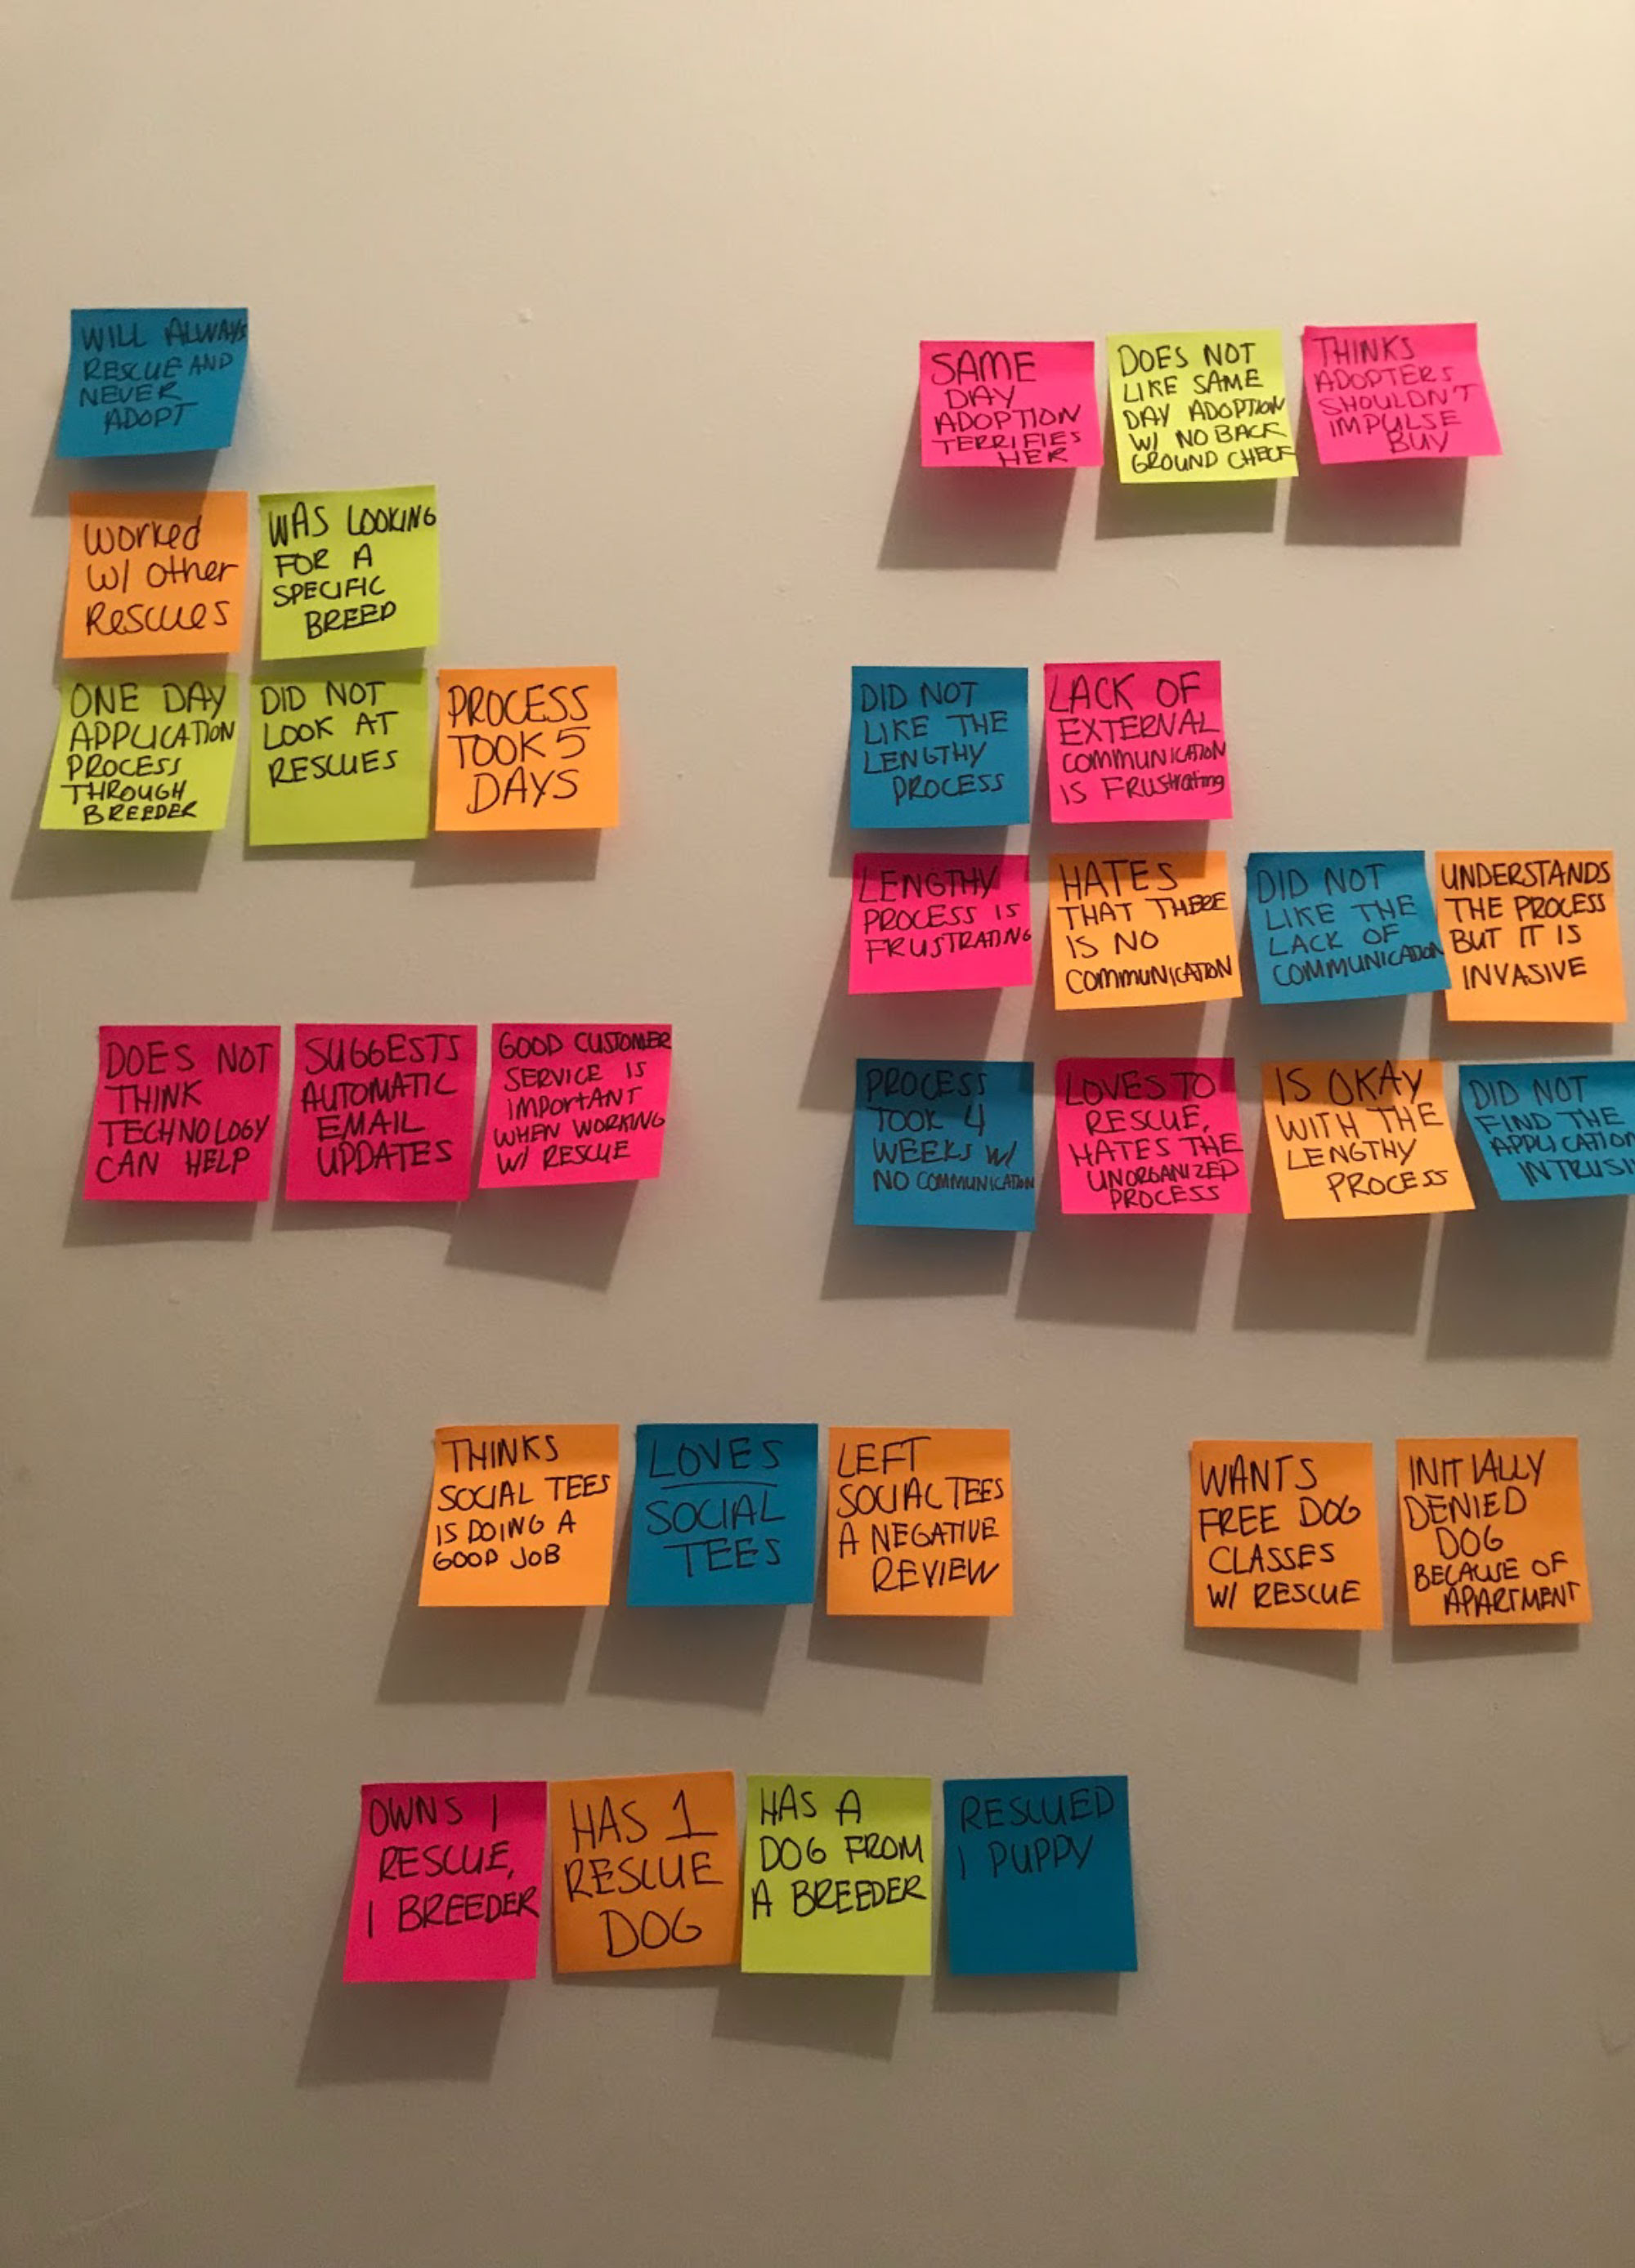 WILL ALWAYS
RESCUE AND
NEVER
ADOPT
WORKED
W/ OTHER
RESCUES
WAS LOOKING
FOR A
SPECIFIC
BREED
ONE DAY
APPLICATION
PROCESS
THROUGH
BREEDER
DID NOT
LOOK AT
RESCUES
PROCESS
TOOK 5
DAYS
SAME
DAY
ADOPTION
TERRIFIES
HER
DOES NOT
LIKE SAME
DAY ADOPTION
W/ NO BACK
GROUND CHECK
THINKS
ADOPTERS
SHOULDN'T
IMPULSE
BUY
DID NOT
LIKE THE
LENGTHY
PROCESS
LACK OF
EXTERNAL
COMMUNICATION
IS FRUSTRATING
LENGTHY
PROCESS IS
FRUSTRATING
HATES
THAT THERE
IS NO
COMMUNICATION
DID NOT
LIKE THE
LACK OF
COMMUNICATION
UNDERSTANDS
THE PROCESS
BUT IT IS
INVASIVE
PROCESS
TOOK 4
WEEKS W/
NO COMMUNICATION
LOVES TO
RESCUE,
HATES THE
UNORGANIZED
PROCESS
IS OKAY
WITH THE
LENGTHY
PROCESS
DID NOT
FIND THE
APPLICATION
INTRUSI
DOES NOT
THINK
TECHNOLOGY
CAN HELP
SUGGESTS
AUTOMATIC
EMAIL
UPDATES
GOOD CUSTOMER
SERVICE IS
IMPORTANT
WHEN WORKING
W/ RESCUE
THINKS
SOCIAL TEES
IS DOING A
GOOD JOB
LOVES
SOCIAL
TEES
LEFT
SOCIAL TEES
A NEGATIVE
REVIEW
WANTS
FREE DOG
CLASSES
W/ RESCUE
INITIALLY
DENIED
DOG
BECAUSE OF
APARTMENT
OWNS 1
RESCUE,
1 BREEDER
HAS 1
RESCUE
DOG
HAS A
DOG FROM
A BREEDER
RESCUED
1 PUPPY